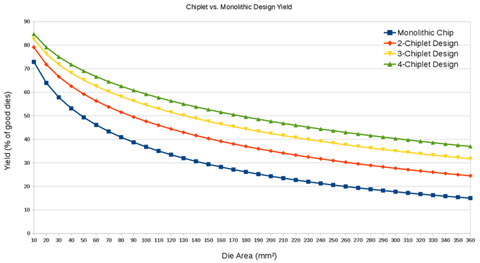 Chiplet vs. Monolithic Design Yield
Monolithic Chip
2-Chiplet Design
3-Chiplet Design
4-Chiplet Design
Yield (% of good dies)
90
80
70
60
50
40
30
20
10
0
10 20 30 40 50 60 70 80 90 100 110 120 130 140 150 160 170 180 190 200 210 220 230 240 250 260 270 280 290 300 310 320 330 340 350 360
Die Area (mm²)